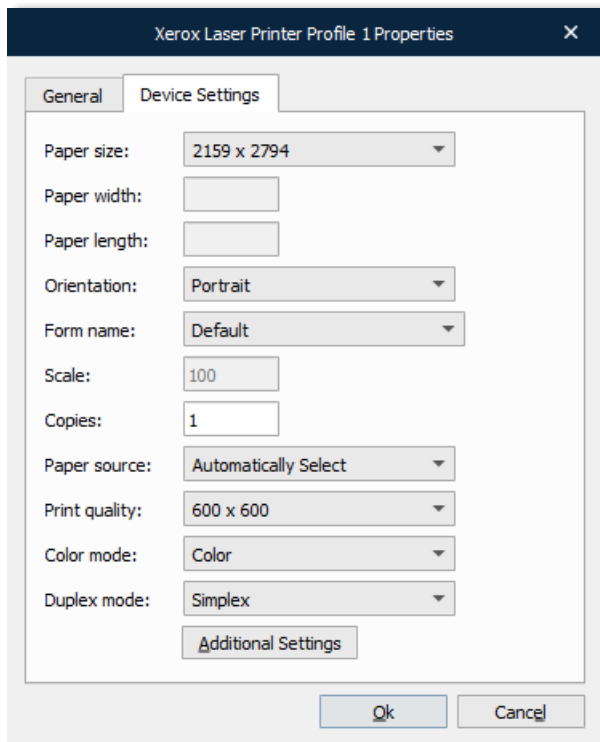 Xerox Laser Printer Profile 1 Properties ✕
General Device Settings
Paper size: 2159 x 2794
Paper width:
Paper length:
Orientation: Portrait
Form name: Default
Scale: 100
Copies: 1
Paper source: Automatically Select
Print quality: 600 x 600
Color mode: Color
Duplex mode: Simplex
Additional Settings
Ok Cancel